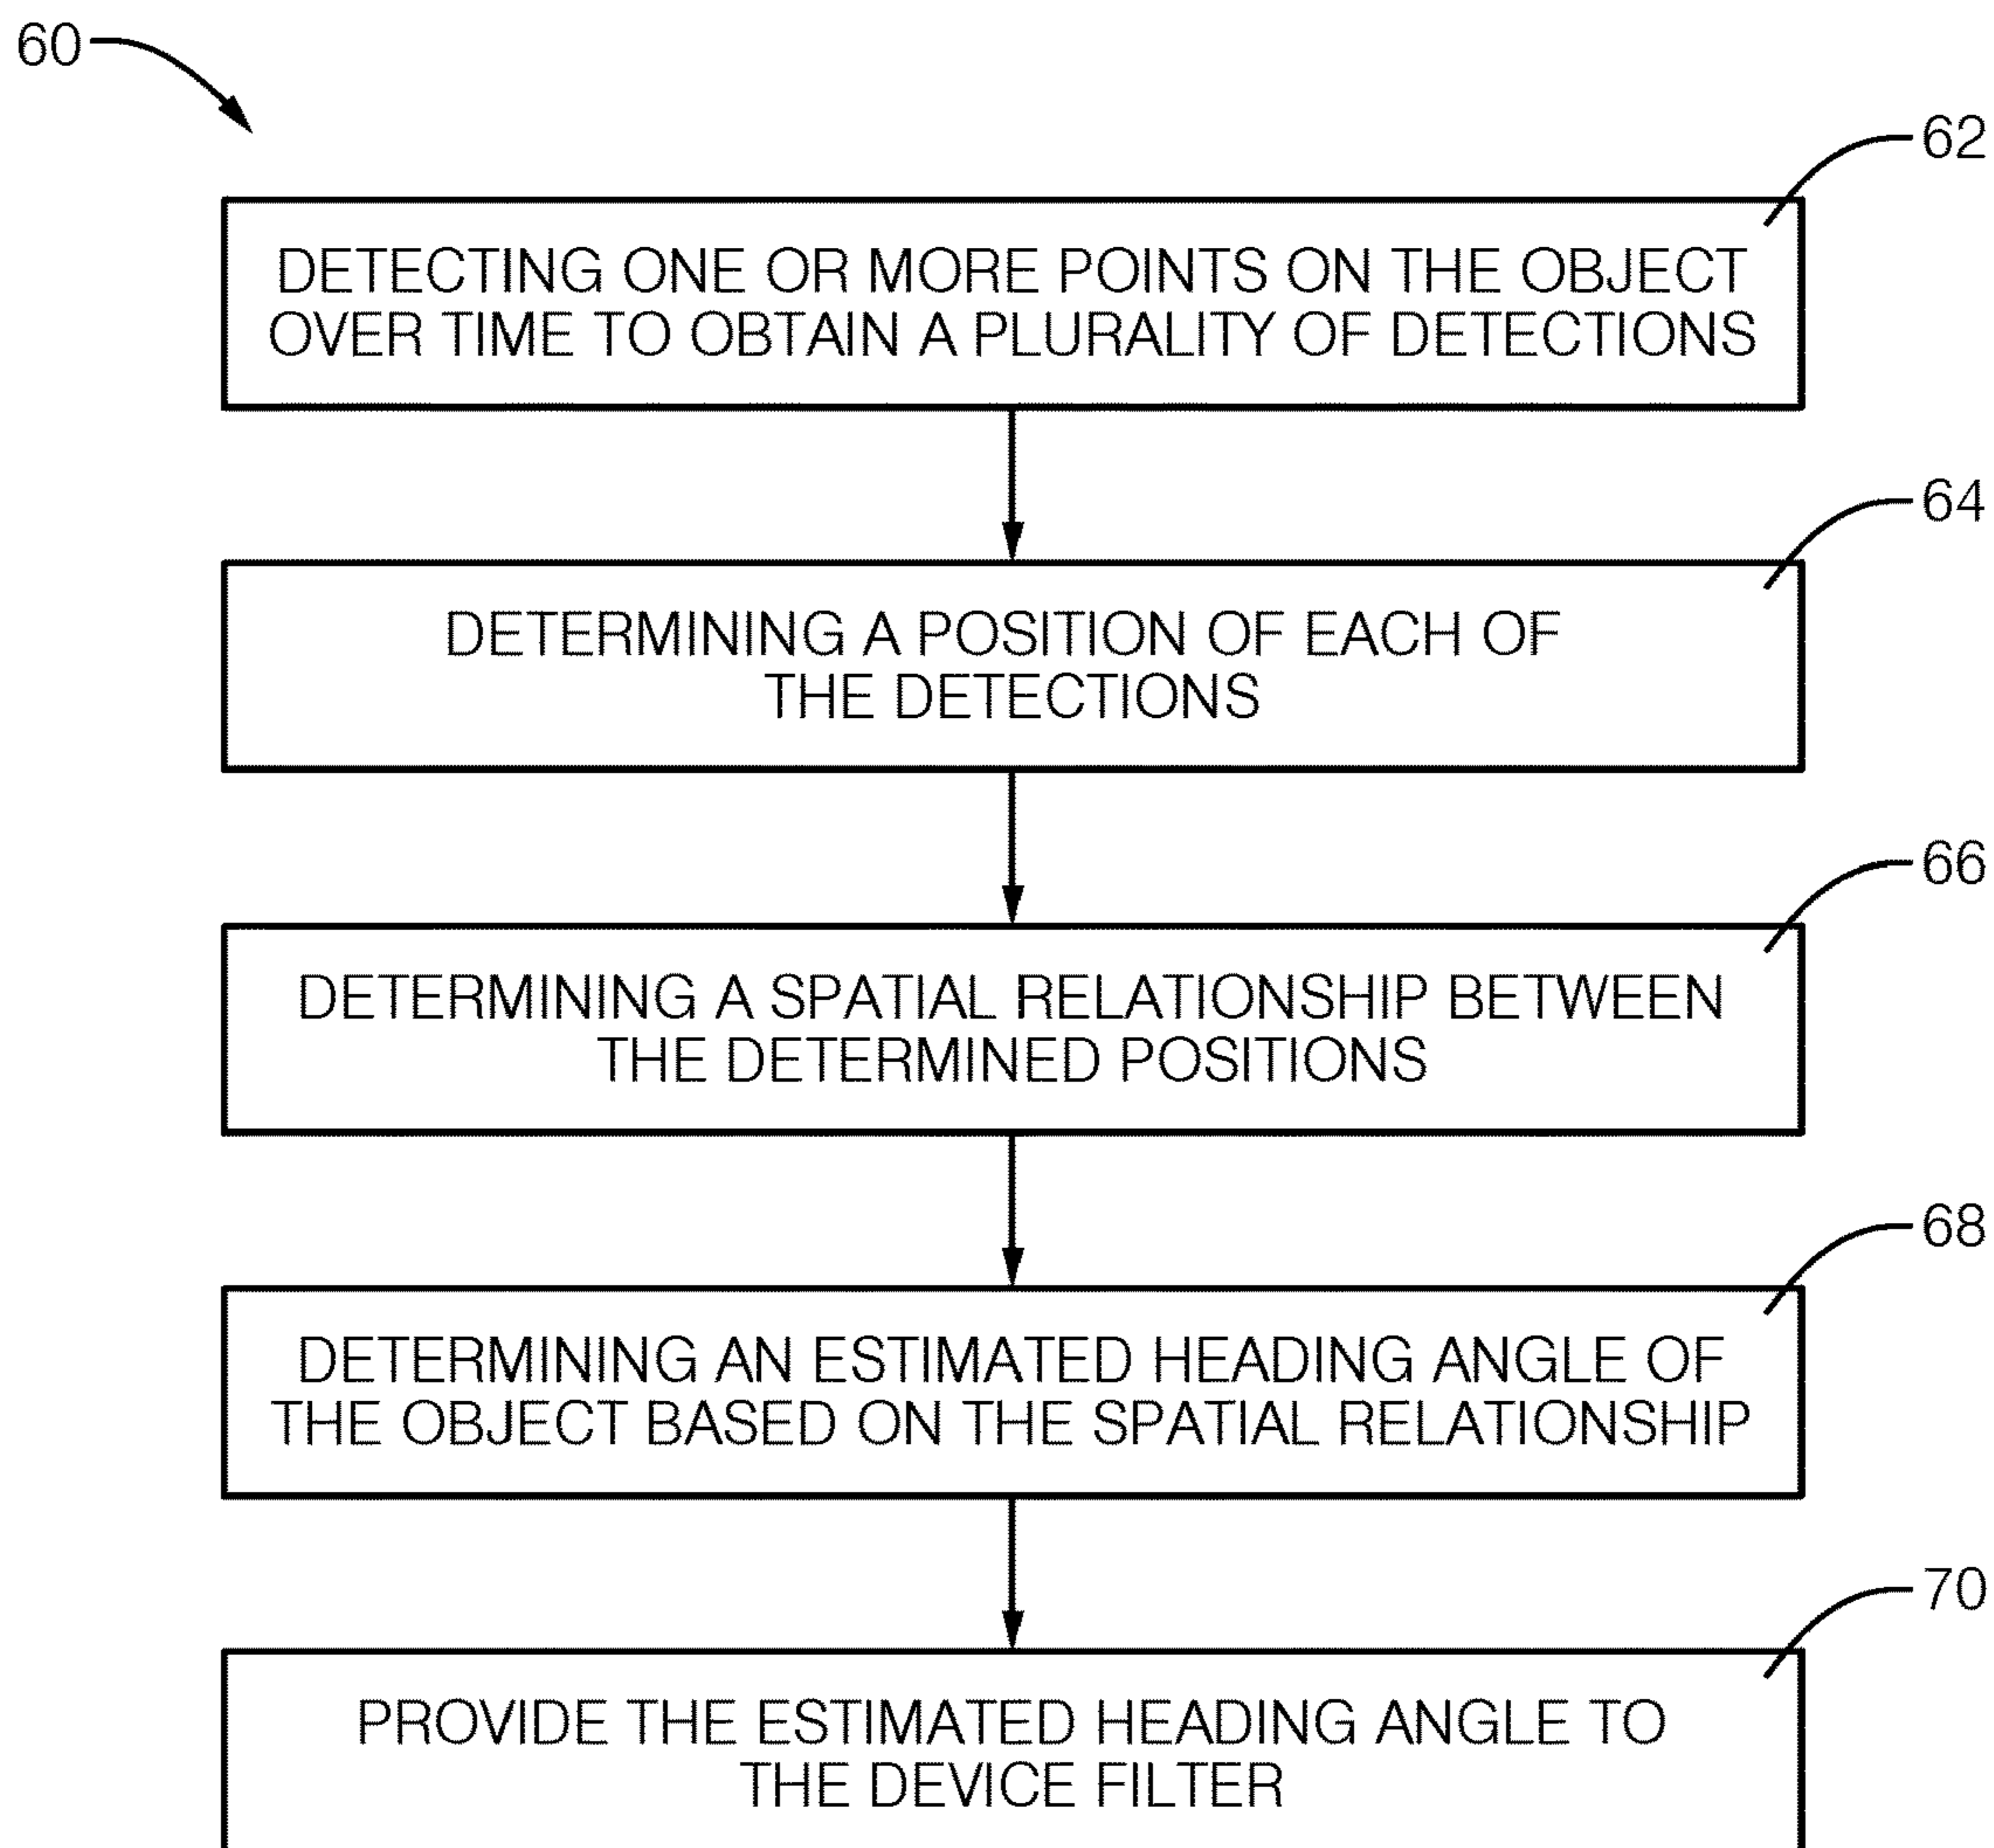 60
62
DETECTING ONE OR MORE POINTS ON THE OBJECT
OVER TIME TO OBTAIN A PLURALITY OF DETECTIONS
64
DETERMINING A POSITION OF EACH OF
THE DETECTIONS
66
DETERMINING A SPATIAL RELATIONSHIP BETWEEN
THE DETERMINED POSITIONS
68
DETERMINING AN ESTIMATED HEADING ANGLE OF
THE OBJECT BASED ON THE SPATIAL RELATIONSHIP
70
PROVIDE THE ESTIMATED HEADING ANGLE TO
THE DEVICE FILTER